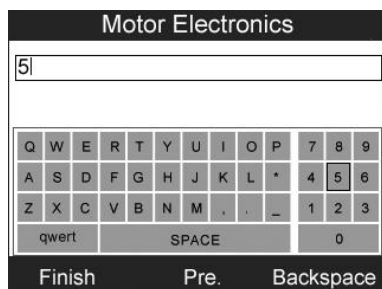 Motor Electronics
5
Q W E R T Y U I O P 7 8 9
A S D F G H J K L * 4 5 6
Z X C V B N M , . _ 1 2 3
qwert SPACE 0
Finish Pre. Backspace